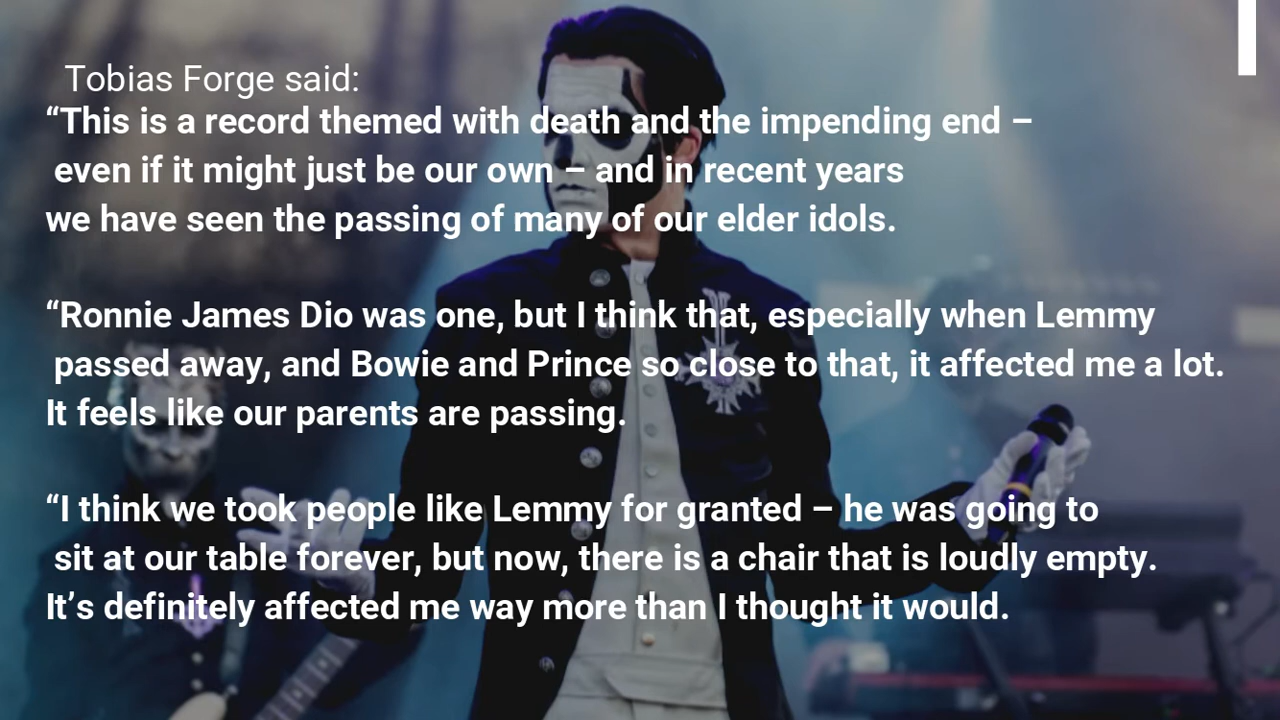 Tobias Forge said:
“This is a record themed with death and the impending end –
even if it might just be our own – and in recent years
we have seen the passing of many of our elder idols.
“Ronnie James Dio was one, but I think that, especially when Lemmy
passed away, and Bowie and Prince so close to that, it affected me a lot.
It feels like our parents are passing.
“I think we took people like Lemmy for granted – he was going to
sit at our table forever, but now, there is a chair that is loudly empty.
It’s definitely affected me way more than I thought it would.